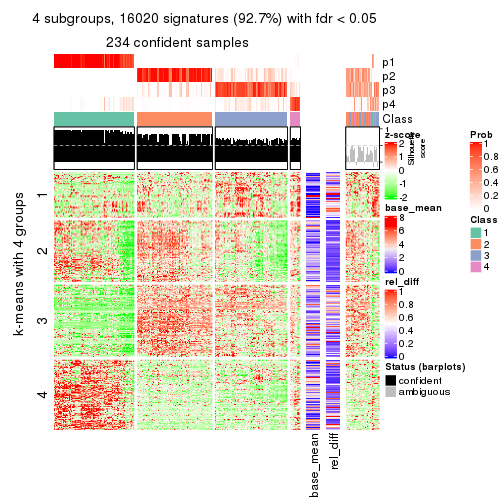 4 subgroups, 16020 signatures (92.7%) with fdr < 0.05
234 confident samples
p1
p2
p3
p4
Class
1
Silhouette
score
z-score
2
1
0
-1
-2
base_mean
8
6
4
2
0
rel_diff
1
0.8
0.6
0.4
0.2
0
Status (barplots)
confident
ambiguous
Prob
1
0.8
0.6
0.4
0.2
0
Class
1
2
3
4
k-means with 4 groups
1
2
3
4
base_mean
rel_diff